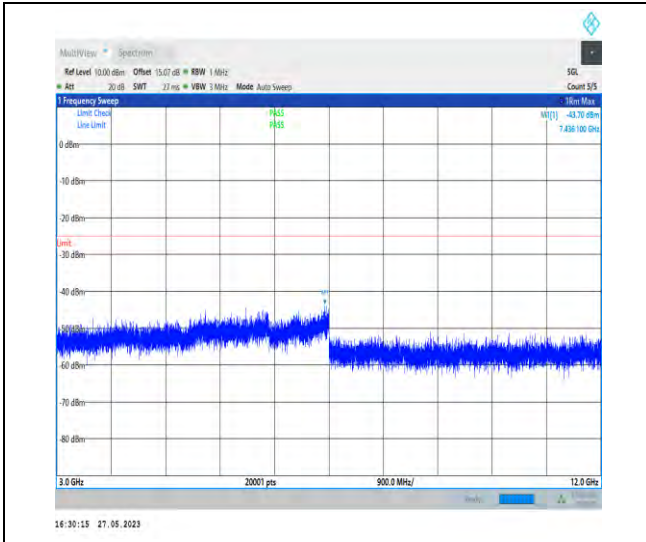 MultiView Spectrum
Ref Level 10.00 dBm Offset 15.07 dB RBW 1 MHz SGL
Att 20 dB SWT 27 ms VBW 3 MHz Mode Auto Sweep Count 5/5
1 Frequency Sweep 1Rm Max
Limit Check PASS M1[1] -43.70 dBm
Line Limit PASS 7.436 100 GHz
0 dBm
-10 dBm
-20 dBm
Limit
-30 dBm
-40 dBm
M1
-50 dBm
-60 dBm
-70 dBm
-80 dBm
3.0 GHz 20001 pts 900.0 MHz/ 12.0 GHz
Ready
16:30:15 27.05.2023